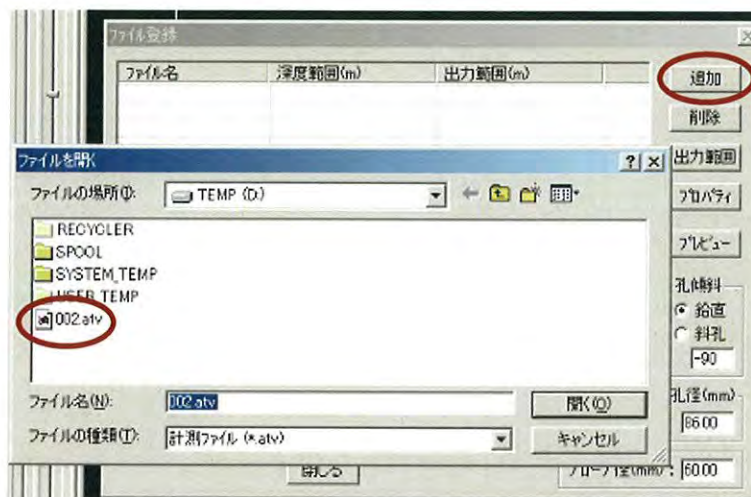 ファイル登録
ファイル名 深度範囲(m) 出力範囲(m)
追加
削除
出力範囲
プロパティ
プレビュー
孔傾斜
鉛直
斜孔
-90
孔径(mm)
86.00
プローブ径(mm): 60.00
閉じる
ファイルを開く
ファイルの場所(I): TEMP (D:)
RECYCLER
SPOOL
SYSTEM_TEMP
USER_TEMP
002.atv
ファイル名(N): 002.atv 開く(O)
ファイルの種類(T): 計測ファイル (*.atv) キャンセル